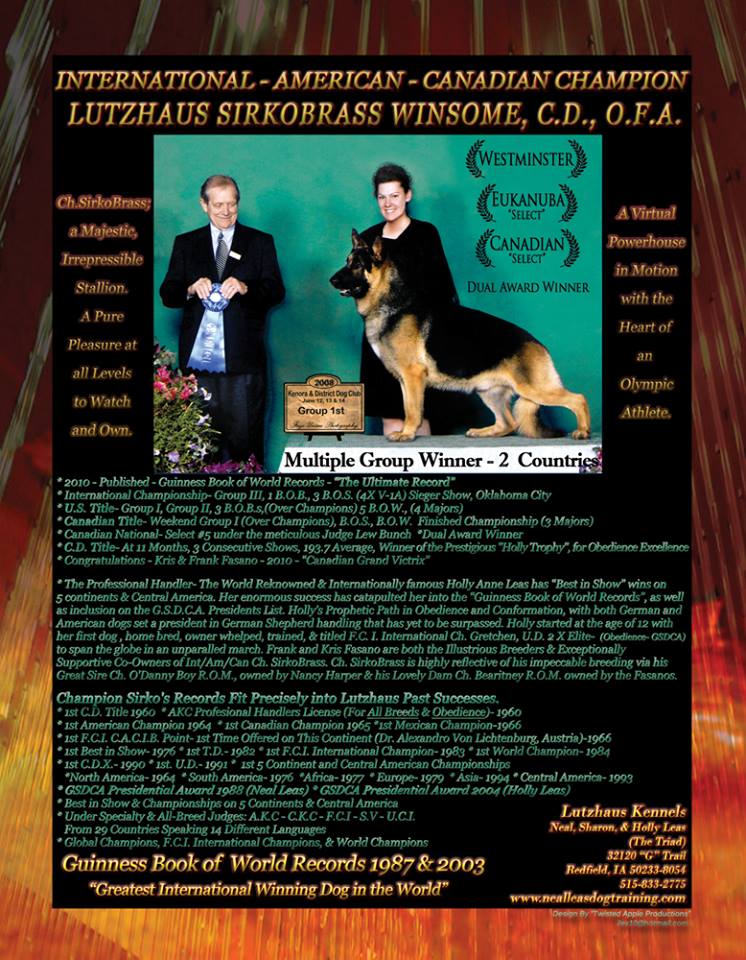 INTERNATIONAL - AMERICAN - CANADIAN CHAMPION
LUTZHAUS SIRKOBRASS WINSOME, C.D., O.F.A.
Ch.SirkoBrass;
a Majestic,
Irrepressible
Stallion.
A Pure
Pleasure at
all Levels
to Watch
and Own.
WESTMINSTER
EUKANUBA
"SELECT"
CANADIAN
"SELECT"
DUAL AWARD WINNER
2008
Kenora & District Dog Club
June 12, 13 & 14
Group 1st
A Virtual
Powerhouse
in Motion
with the
Heart of
an
Olympic
Athlete.
Multiple Group Winner - 2 Countries
* 2010 - Published - Guinness Book of World Records - "The Ultimate Record"
* International Championship- Group III, 1 B.O.B., 3 B.O.S. (4X V-1A) Sieger Show, Oklahoma City
* U.S. Title- Group I, Group II, 3 B.O.B.s,(Over Champions) 5 B.O.W., (4 Majors)
* Canadian Title- Weekend Group I (Over Champions), B.O.S., B.O.W. Finished Championship (3 Majors)
* Canadian National- Select #5 under the meticulous Judge Lew Bunch *Dual Award Winner
* C.D. Title- At 11 Months, 3 Consecutive Shows, 193.7 Average, Winner of the Prestigious "Holly Trophy", for Obedience Excellence
* Congratulations - Kris & Frank Fasano - 2010 - "Canadian Grand Victrix"
* The Professional Handler- The World Reknowned & Internationally famous Holly Anne Leas has "Best in Show" wins on
5 continents & Central America. Her enormous success has catapulted her into the "Guinness Book of World Records", as well
as inclusion on the G.S.D.C.A. Presidents List. Holly's Prophetic Path in Obedience and Conformation, with both German and
American dogs set a president in German Shepherd handling that has yet to be surpassed. Holly started at the age of 12 with
her first dog , home bred, owner whelped, trained, & titled F.C. I. International Ch. Gretchen, U.D. 2 X Elite- (Obedience- GSDCA)
to span the globe in an unparalled march. Frank and Kris Fasano are both the Illustrious Breeders & Exceptionally
Supportive Co-Owners of Int/Am/Can Ch. SirkoBrass. Ch. SirkoBrass is highly reflective of his impeccable breeding via his
Great Sire Ch. O'Danny Boy R.O.M., owned by Nancy Harper & his Lovely Dam Ch. Bearitney R.O.M. owned by the Fasanos.
Champion Sirko's Records Fit Precisely into Lutzhaus Past Successes.
* 1st C.D. Title 1960 * AKC Profesional Handlers License (For All Breeds & Obedience)- 1960
* 1st American Champion 1964 * 1st Canadian Champion 1965 *1st Mexican Champion-1966
* 1st F.C.I. C.A.C.I.B. Point- 1st Time Offered on This Continent (Dr. Alexandro Von Lichtenburg, Austria)-1966
* 1st Best in Show- 1976 * 1st T.D.- 1982 * 1st F.C.I. International Champion- 1983 * 1st World Champion- 1984
* 1st C.D.X.- 1990 * 1st. U.D.- 1991 * 1st 5 Continent and Central American Championships
*North America- 1964 * South America- 1976 *Africa- 1977 * Europe- 1979 * Asia- 1994 * Central America- 1993
* GSDCA Presidential Award 1988 (Neal Leas) * GSDCA Presidential Award 2004 (Holly Leas)
* Best in Show & Championships on 5 Continents & Central America
* Under Specialty & All-Breed Judges: A.K.C - C.K.C - F.C.I - S.V - U.C.I.
From 29 Countries Speaking 14 Different Languages
* Global Champions, F.C.I. International Champions, & World Champions
Guinness Book of World Records 1987 & 2003
"Greatest International Winning Dog in the World"
Lutzhaus Kennels
Neal, Sharon, & Holly Leas
(The Triad)
32120 "G" Trail
Redfield, IA 50233-8054
515-833-2775
www.nealleasdogtraining.com
Design By "Twisted Apple Productions"